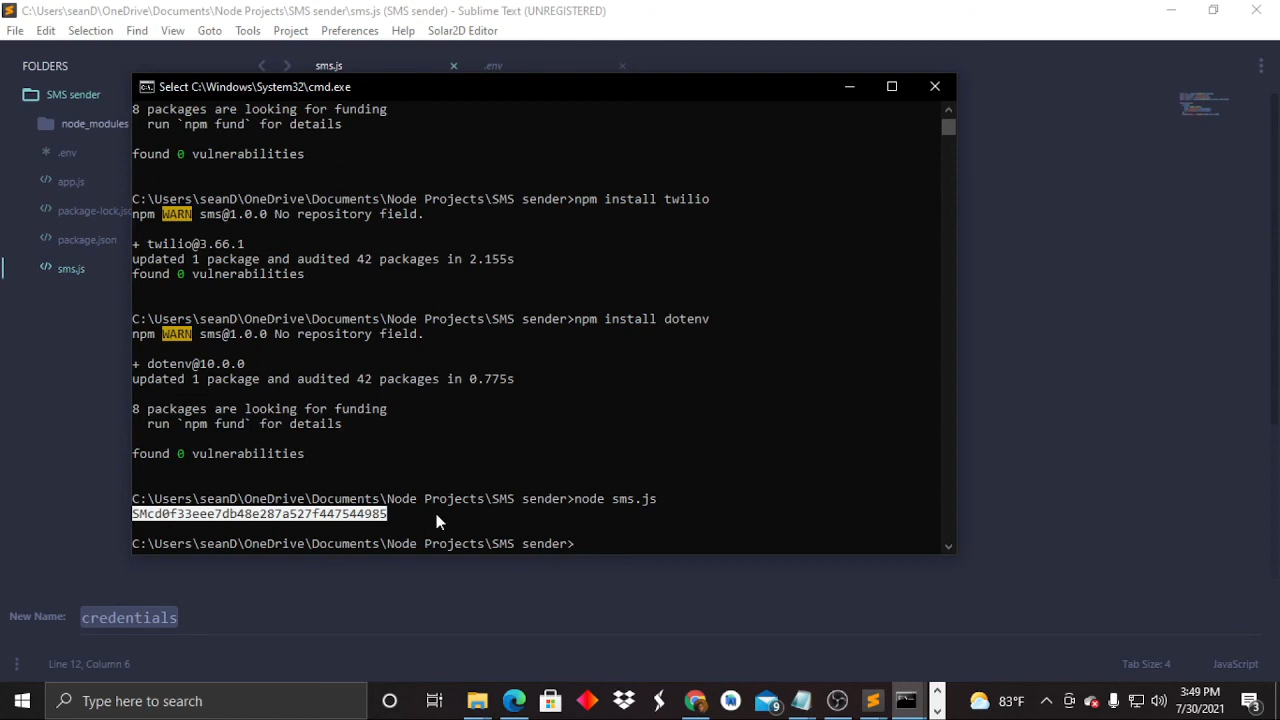 C:\Users\seanD\OneDrive\Documents\Node Projects\SMS sender\sms.js (SMS sender) - Sublime Text (UNREGISTERED)
File Edit Selection Find View Goto Tools Project Preferences Help Solar2D Editor
FOLDERS
SMS sender
node_modules
.env
app.js
package-lock.jsc
package.json
sms.js
sms.js
.env
Select C:\Windows\System32\cmd.exe
8 packages are looking for funding
run `npm fund` for details
found 0 vulnerabilities
C:\Users\seanD\OneDrive\Documents\Node Projects\SMS sender>npm install twilio
npm WARN sms@1.0.0 No repository field.
+ twilio@3.66.1
updated 1 package and audited 42 packages in 2.155s
found 0 vulnerabilities
C:\Users\seanD\OneDrive\Documents\Node Projects\SMS sender>npm install dotenv
npm WARN sms@1.0.0 No repository field.
+ dotenv@10.0.0
updated 1 package and audited 42 packages in 0.775s
8 packages are looking for funding
run `npm fund` for details
found 0 vulnerabilities
C:\Users\seanD\OneDrive\Documents\Node Projects\SMS sender>node sms.js
SMcd0f33eee7db48e287a527f447544985
C:\Users\seanD\OneDrive\Documents\Node Projects\SMS sender>
New Name: credentials
Line 12, Column 6
Tab Size: 4
JavaScript
Type here to search
9
83°F
3:49 PM
7/30/2021
3